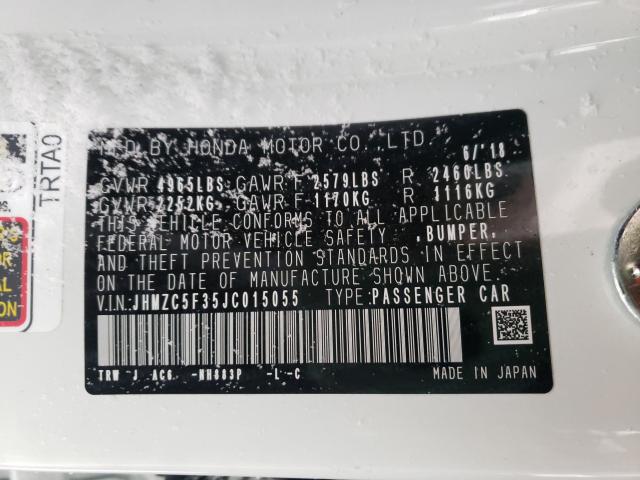 TRTA0
MFD BY HONDA MOTOR CO., LTD. 6/'18
GVWR 4965LBS GAWR F 2579LBS R 2460LBS
GVWR 2252KG GAWR F 1170KG R 1116KG
THIS VEHICLE CONFORMS TO ALL APPLICABLE
FEDERAL MOTOR VEHICLE SAFETY ,BUMPER,
AND THEFT PREVENTION STANDARDS IN EFFECT
ON THE DATE OF MANUFACTURE SHOWN ABOVE.
V.I.N: JHMZC5F35JC015055 TYPE:PASSENGER CAR
TRW J AC6 -NH883P -L -C
MADE IN JAPAN